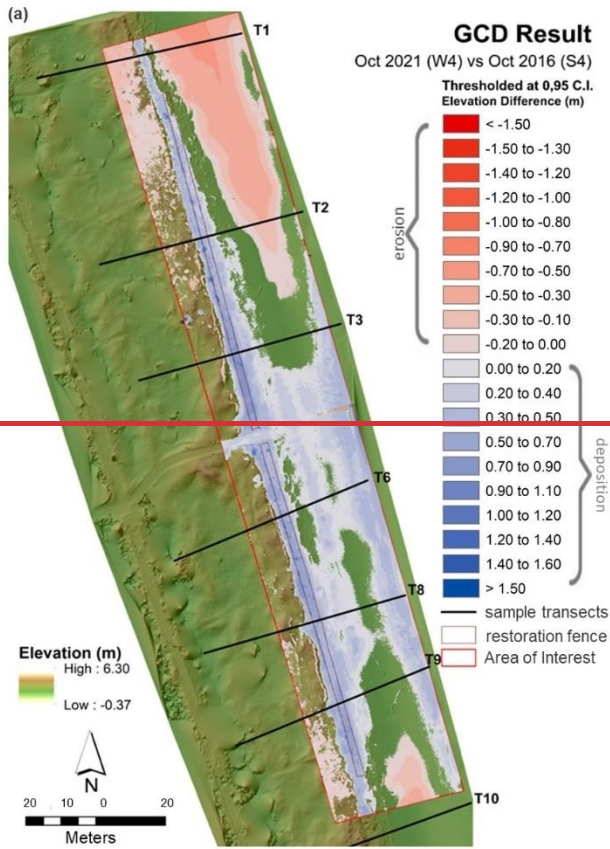 (a)
GCD Result
Oct 2021 (W4) vs Oct 2016 (S4)
Thresholded at 0,95 C.I.
Elevation Difference (m)
< -1.50
-1.50 to -1.30
-1.40 to -1.20
-1.20 to -1.00
-1.00 to -0.80
-0.90 to -0.70
-0.70 to -0.50
-0.50 to -0.30
-0.30 to -0.10
-0.20 to 0.00
0.00 to 0.20
0.20 to 0.40
0.30 to 0.50
0.50 to 0.70
0.70 to 0.90
0.90 to 1.10
1.00 to 1.20
1.20 to 1.40
1.40 to 1.60
> 1.50
erosion
deposition
sample transects
restoration fence
Area of Interest
T1
T2
T3
T6
T8
T9
T10
Elevation (m)
High : 6.30
Low : -0.37
N
20 10 0 20
Meters